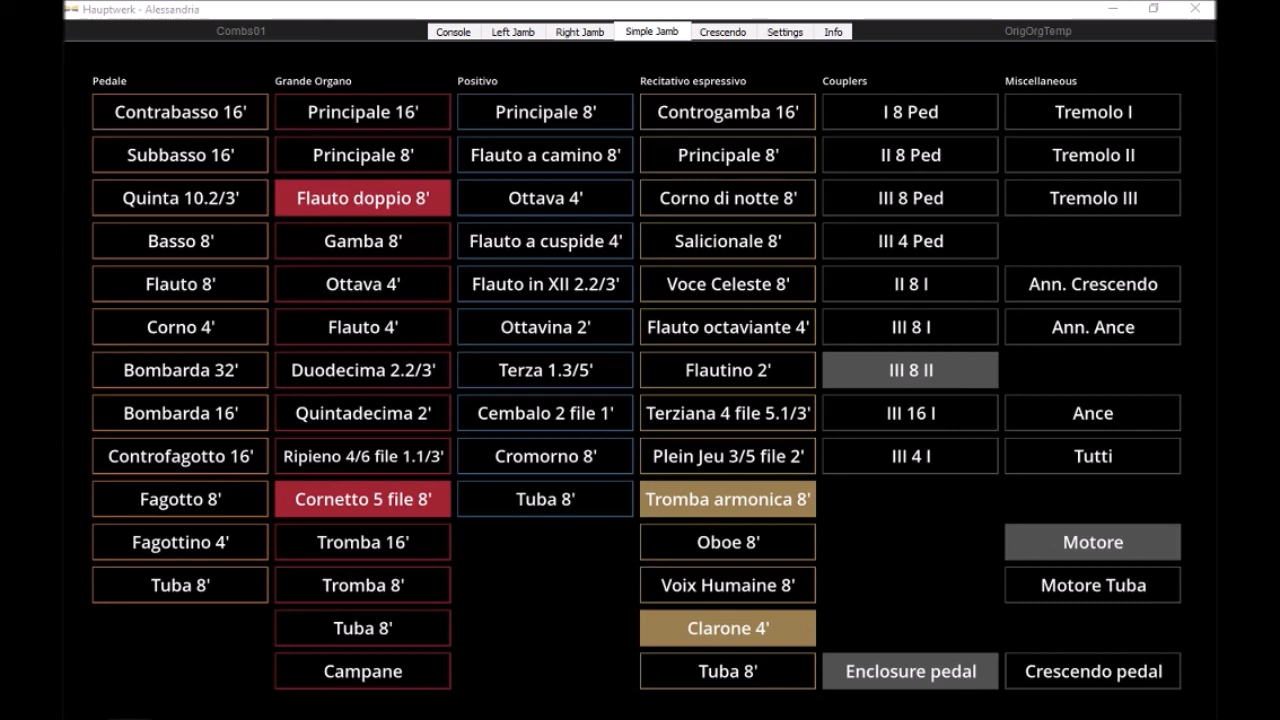 Hauptwerk - Alessandria
Combs01
Console Left Jamb Right Jamb Simple Jamb Crescendo Settings Info
OrigOrgTemp
Pedale
Contrabasso 16'
Subbasso 16'
Quinta 10.2/3'
Basso 8'
Flauto 8'
Corno 4'
Bombarda 32'
Bombarda 16'
Controfagotto 16'
Fagotto 8'
Fagottino 4'
Tuba 8'
Grande Organo
Principale 16'
Principale 8'
Flauto doppio 8'
Gamba 8'
Ottava 4'
Flauto 4'
Duodecima 2.2/3'
Quintadecima 2'
Ripieno 4/6 file 1.1/3'
Cornetto 5 file 8'
Tromba 16'
Tromba 8'
Tuba 8'
Campane
Positivo
Principale 8'
Flauto a camino 8'
Ottava 4'
Flauto a cuspide 4'
Flauto in XII 2.2/3'
Ottavina 2'
Terza 1.3/5'
Cembalo 2 file 1'
Cromorno 8'
Tuba 8'
Recitativo espressivo
Controgamba 16'
Principale 8'
Corno di notte 8'
Salicionale 8'
Voce Celeste 8'
Flauto octaviante 4'
Flautino 2'
Terziana 4 file 5.1/3'
Plein Jeu 3/5 file 2'
Tromba armonica 8'
Oboe 8'
Voix Humaine 8'
Clarone 4'
Tuba 8'
Couplers
I 8 Ped
II 8 Ped
III 8 Ped
III 4 Ped
II 8 I
III 8 I
III 8 II
III 16 I
III 4 I
Enclosure pedal
Miscellaneous
Tremolo I
Tremolo II
Tremolo III
Ann. Crescendo
Ann. Ance
Ance
Tutti
Motore
Motore Tuba
Crescendo pedal